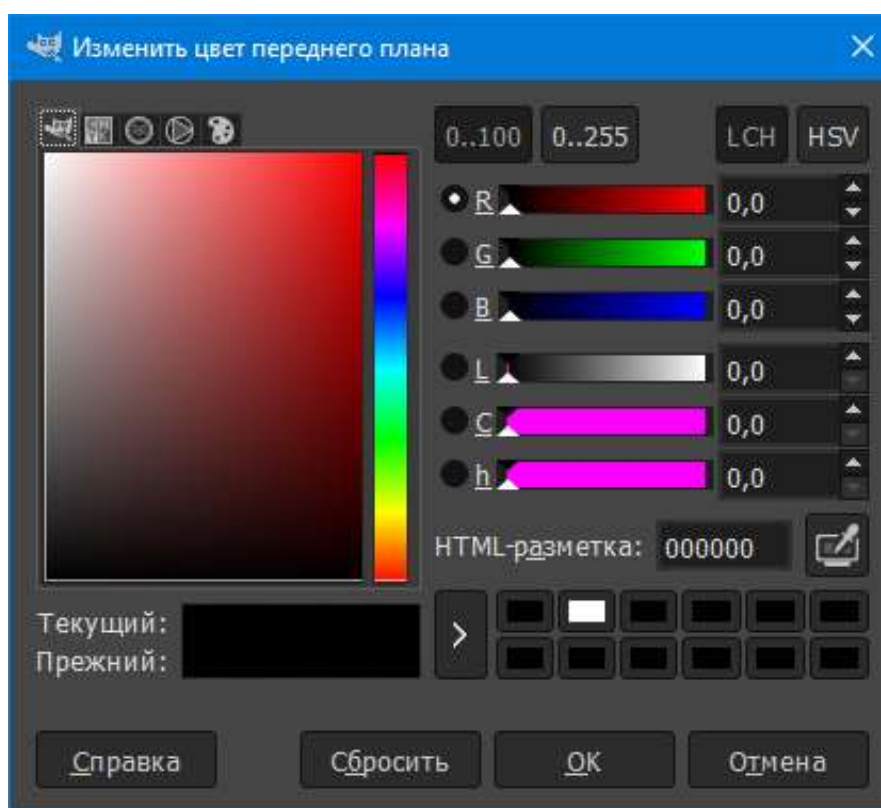 Изменить цвет переднего плана
0..100 0..255 LCH HSV
R 0,0
G 0,0
B 0,0
L 0,0
C 0,0
h 0,0
HTML-разметка: 000000
Текущий:
Прежний:
>
Справка Сбросить OK Отмена